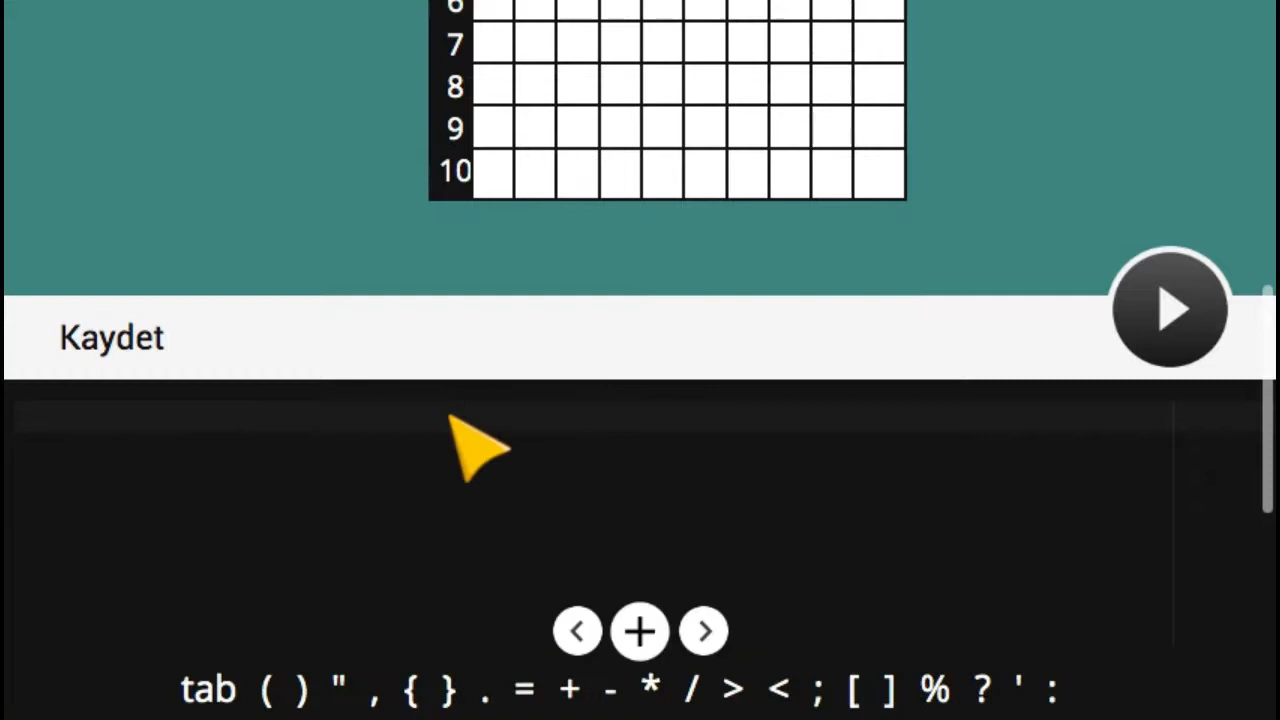 6
7
8
9
10
Kaydet
tab ( ) " , { } . = + - * / > < ; [ ] % ? ' :